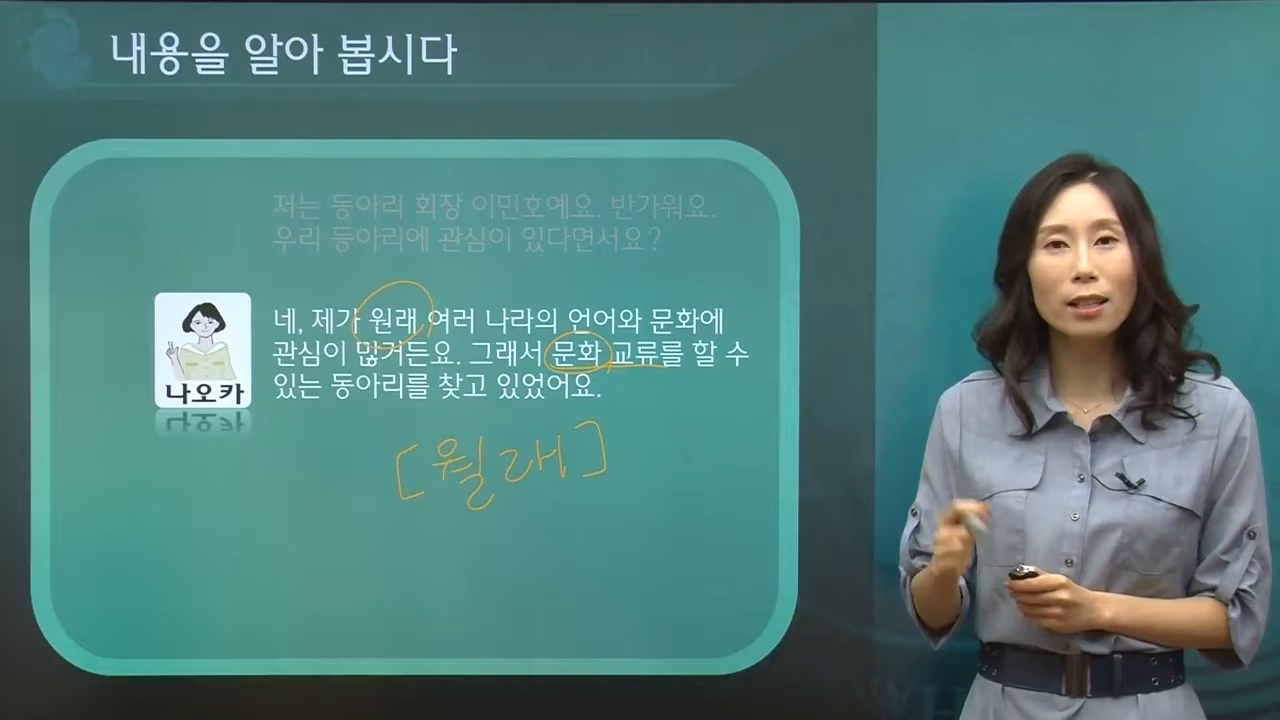 내용을 알아 봅시다
저는 동아리 회장 이민호예요. 반가워요.
우리 동아리에 관심이 있다면서요?
네, 제가 원래 여러 나라의 언어와 문화에
관심이 많거든요. 그래서 문화 교류를 할 수
있는 동아리를 찾고 있었어요.
나오카
[월래]